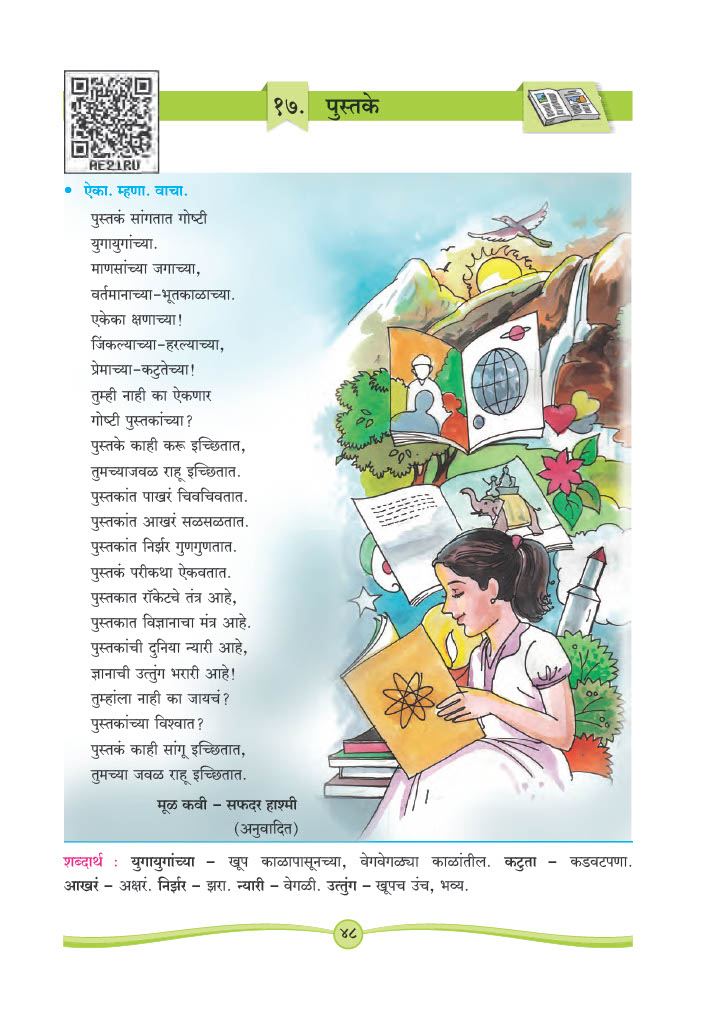 १७. पुस्तके
AE21RU
• ऐका. म्हणा. वाचा.
पुस्तकं सांगतात गोष्टी
युगायुगांच्या.
माणसांच्या जगाच्या,
वर्तमानाच्या-भूतकाळाच्या.
एकेका क्षणाच्या!
जिंकल्याच्या-हरल्याच्या,
प्रेमाच्या-कटुतेच्या!
तुम्ही नाही का ऐकणार
गोष्टी पुस्तकांच्या?
पुस्तके काही करू इच्छितात,
तुमच्याजवळ राहू इच्छितात.
पुस्तकांत पाखरं चिवचिवतात.
पुस्तकांत आखरं सळसळतात.
पुस्तकांत निर्झर गुणगुणतात.
पुस्तकं परीकथा ऐकवतात.
पुस्तकात रॉकेटचे तंत्र आहे,
पुस्तकात विज्ञानाचा मंत्र आहे.
पुस्तकांची दुनिया न्यारी आहे,
ज्ञानाची उत्तुंग भरारी आहे!
तुम्हांला नाही का जायचं?
पुस्तकांच्या विश्वात?
पुस्तकं काही सांगू इच्छितात,
तुमच्या जवळ राहू इच्छितात.
मूळ कवी – सफदर हाश्मी
(अनुवादित)
शब्दार्थ : युगायुगांच्या – खूप काळापासूनच्या, वेगवेगळ्या काळांतील. कटुता – कडवटपणा.
आखरं – अक्षरं. निर्झर – झरा. न्यारी – वेगळी. उत्तुंग – खूपच उंच, भव्य.
४८